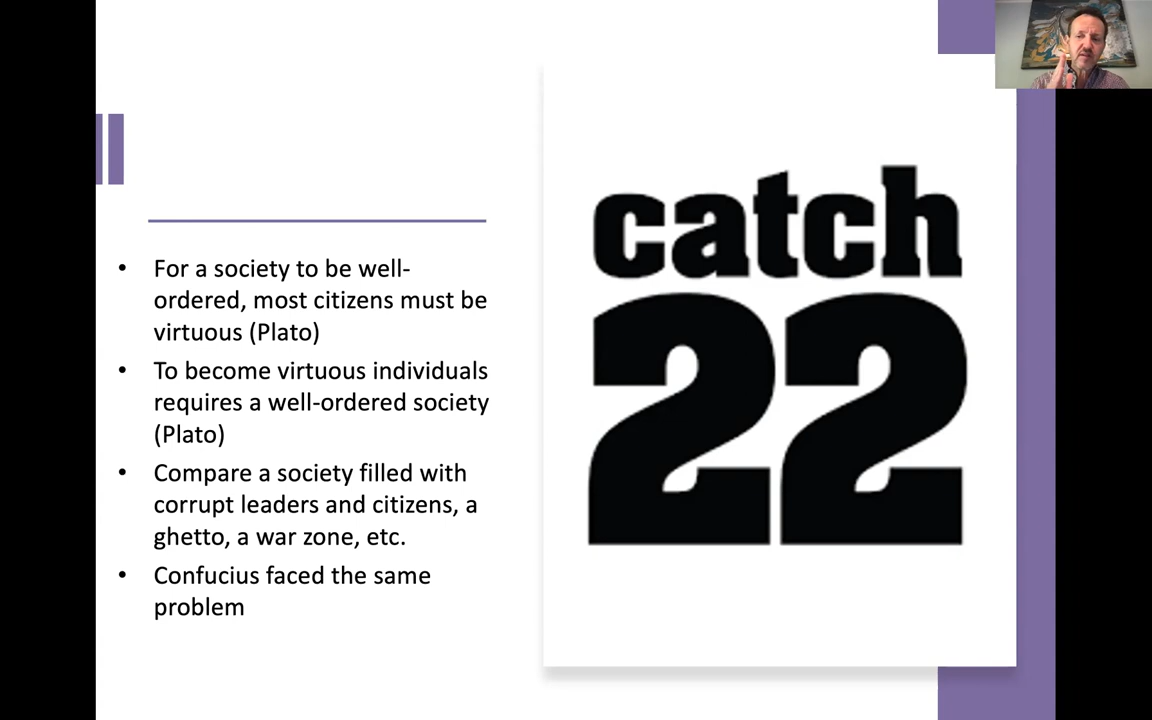 For a society to be well-
ordered, most citizens must be
virtuous (Plato)
To become virtuous individuals
requires a well-ordered society
(Plato)
Compare a society filled with
corrupt leaders and citizens, a
ghetto, a war zone, etc.
Confucius faced the same
problem
catch
22